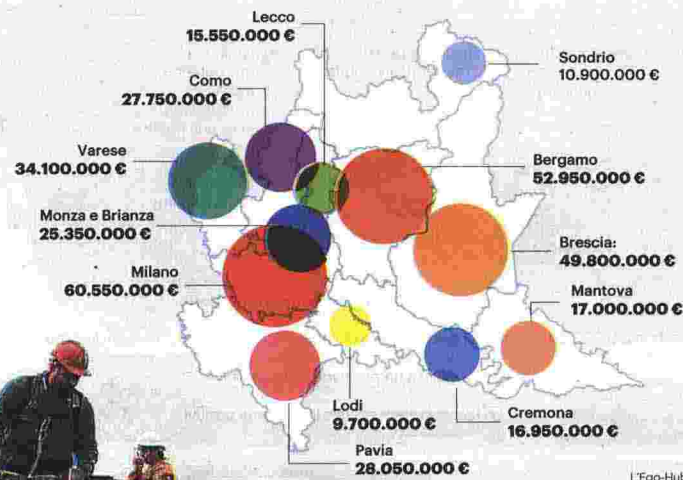 Lecco
15.550.000 €
Como
27.750.000 €
Sondrio
10.900.000 €
Varese
34.100.000 €
Bergamo
52.950.000 €
Monza e Brianza
25.350.000 €
Brescia:
49.800.000 €
Milano
60.550.000 €
Mantova
17.000.000 €
Lodi
9.700.000 €
Cremona
16.950.000 €
Pavia
28.050.000 €
L'Ego-Hub